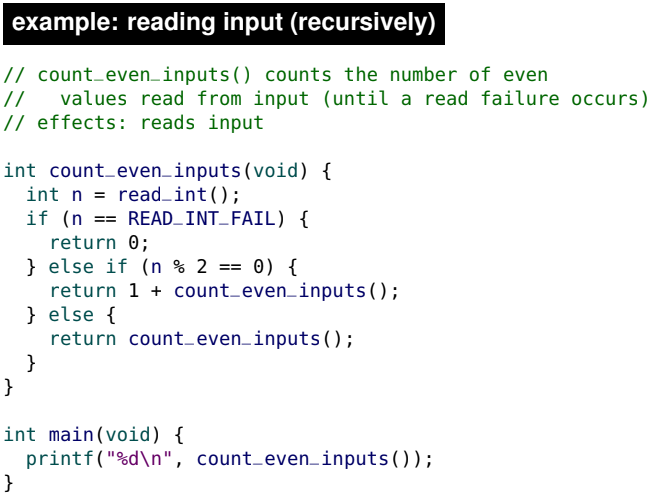 example: reading input (recursively)
// count_even_inputs() counts the number of even
//   values read from input (until a read failure occurs)
// effects: reads input
int count_even_inputs(void) {
  int n = read_int();
  if (n == READ_INT_FAIL) {
    return 0;
  } else if (n % 2 == 0) {
    return 1 + count_even_inputs();
  } else {
    return count_even_inputs();
  }
}
int main(void) {
  printf("%d\n", count_even_inputs());
}